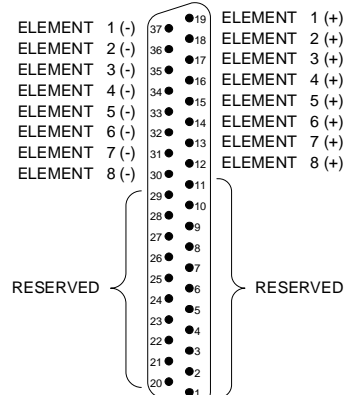 ELEMENT 1 (-) 37 19 ELEMENT 1 (+)
ELEMENT 2 (-) 36 18 ELEMENT 2 (+)
ELEMENT 3 (-) 35 17 ELEMENT 3 (+)
ELEMENT 4 (-) 34 16 ELEMENT 4 (+)
ELEMENT 5 (-) 33 15 ELEMENT 5 (+)
ELEMENT 6 (-) 32 14 ELEMENT 6 (+)
ELEMENT 7 (-) 31 13 ELEMENT 7 (+)
ELEMENT 8 (-) 30 12 ELEMENT 8 (+)
29 11
28 10
27 9
26 8
25 7
RESERVED 24 6 RESERVED
23 5
22 4
21 3
20 2
1